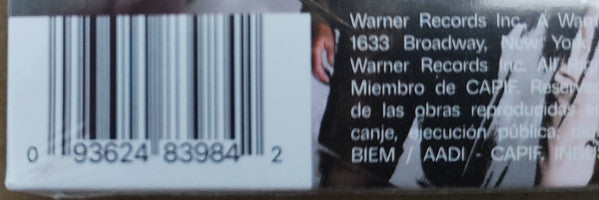 0 93624 83984 2
Warner Records Inc. A Warn
1633 Broadway, New York
Warner Records Inc. All
Miembro de CAPIF. Reserva
de las obras reproducidas
canje, ejecución pública,
BIEM / AADI - CAPIF.